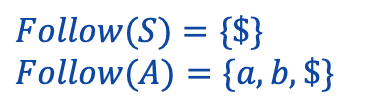 Follow(S) = {$}
Follow(A) = {a, b, $}